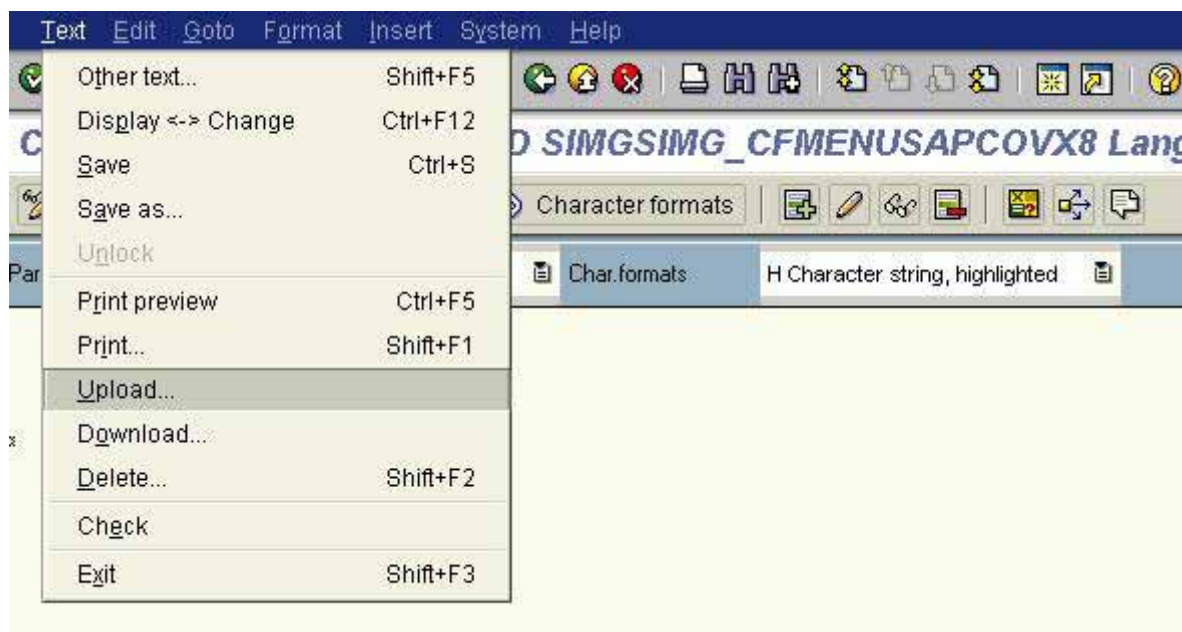 Text Edit Goto Format Insert System Help
Other text... Shift+F5
Display <-> Change Ctrl+F12
SIMGSIMG_CFMENUSAPCOVX8 Lang
Save Ctrl+S
Save as...
Character formats
Unlock
Par
Char.formats H Character string, highlighted
Print preview Ctrl+F5
Print... Shift+F1
Upload...
Download...
Delete... Shift+F2
Check
Exit Shift+F3